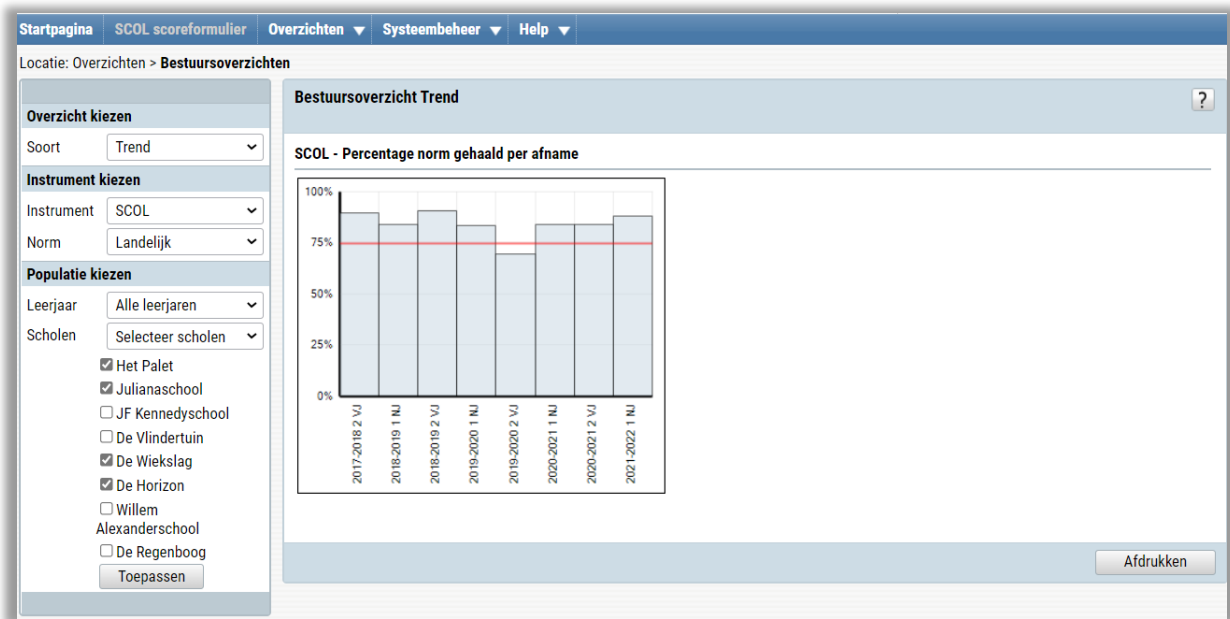 Startpagina SCOL scoreformulier Overzichten Systeembeheer Help
Locatie: Overzichten > Bestuursoverzichten
Overzicht kiezen
Soort Trend
Instrument kiezen
Instrument SCOL
Norm Landelijk
Populatie kiezen
Leerjaar Alle leerjaren
Scholen Selecteer scholen
Het Palet
Julianaschool
JF Kennedyschool
De Vlindertuin
De Wiekslag
De Horizon
Willem
Alexanderschool
De Regenboog
Toepassen
Bestuursoverzicht Trend
?
SCOL - Percentage norm gehaald per afname
100%
75%
50%
25%
0%
2017-2018 2 VJ
2018-2019 1 NJ
2018-2019 2 VJ
2019-2020 1 NJ
2019-2020 2 VJ
2020-2021 1 NJ
2020-2021 2 VJ
2021-2022 1 NJ
Afdrukken